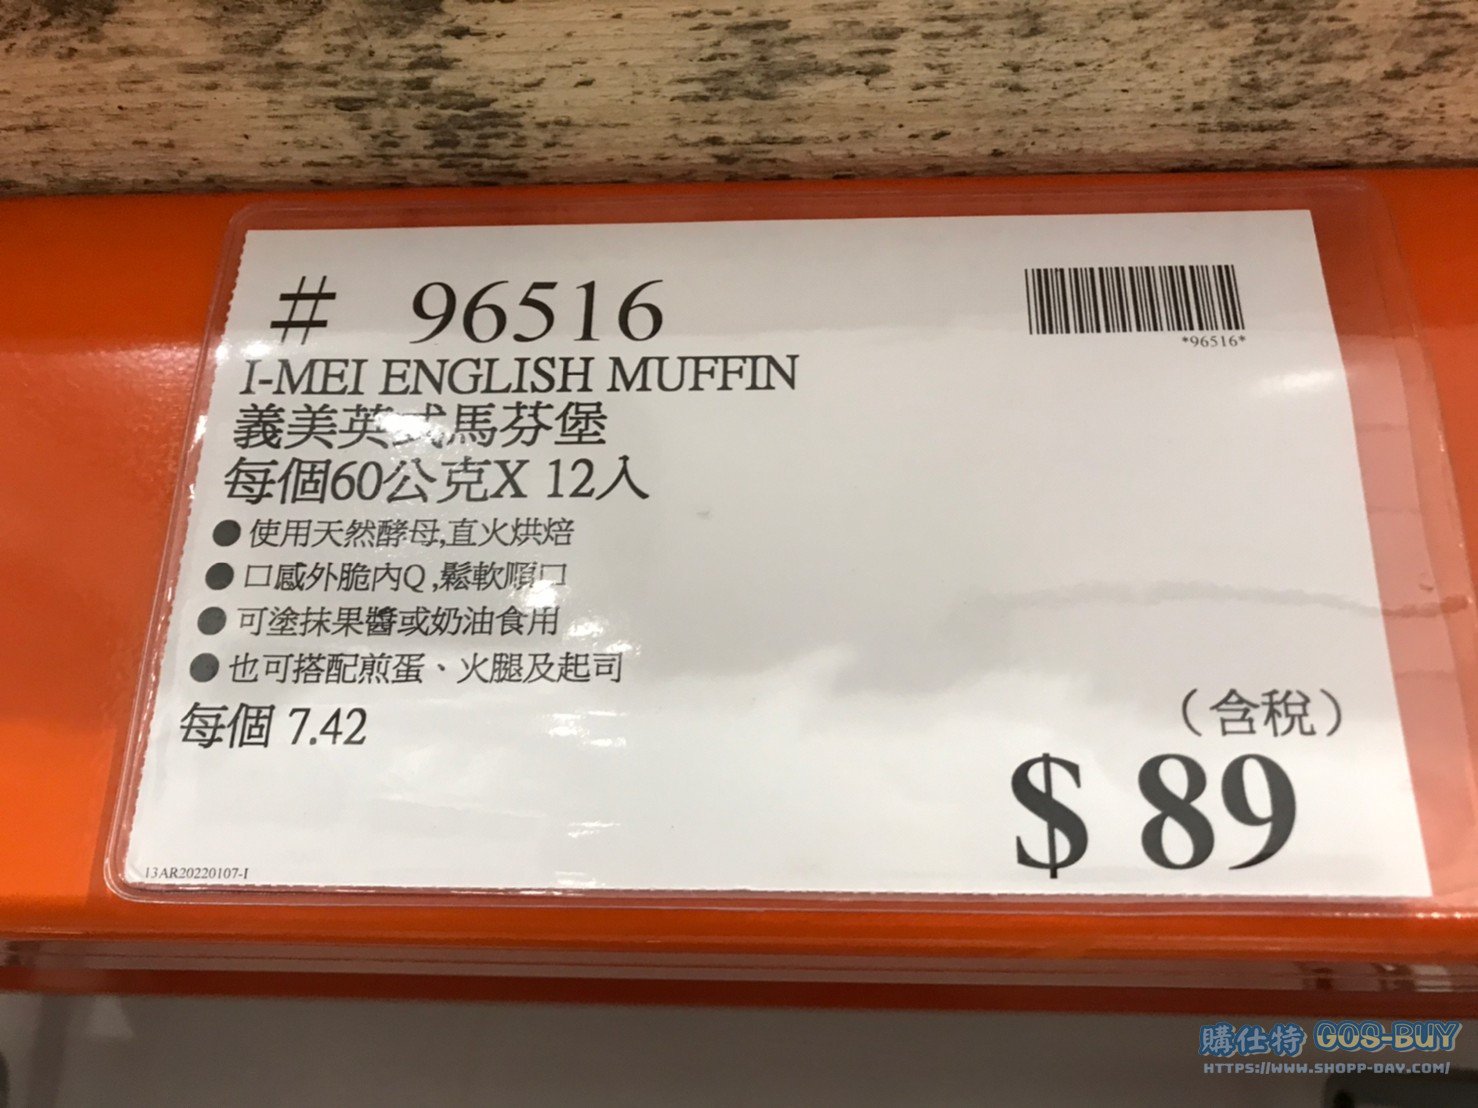 # 96516
*96516*
I-MEI ENGLISH MUFFIN
義美英式馬芬堡
每個60公克X 12入
●使用天然酵母,直火烘焙
●口感外脆內Q,鬆軟順口
●可塗抹果醬或奶油食用
●也可搭配煎蛋、火腿及起司
每個 7.42
（含稅）
$ 89
13AR20220107-I
購仕特 GOS-BUY
HTTPS://WWW.SHOPP-DAY.COM/